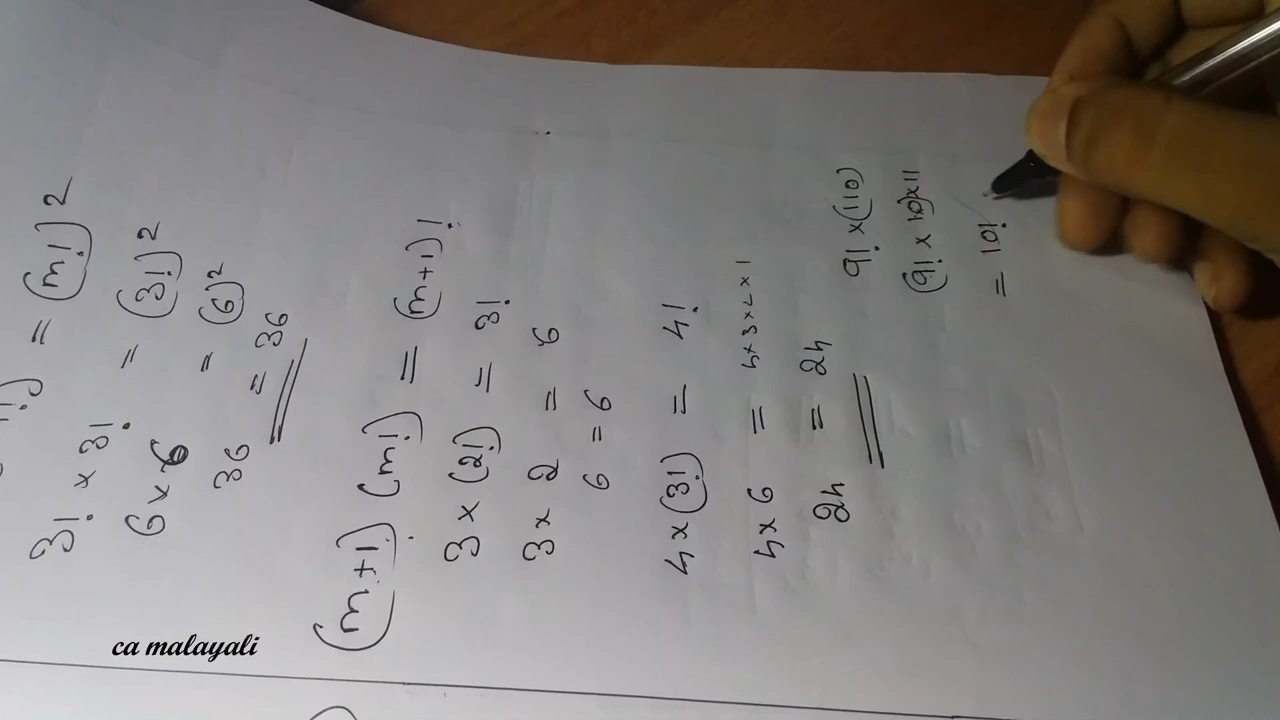 !) = (m!)²
3! × 3! = (3!)²
6 × 6 = (6)²
36 = 36
(m+1) (m!) = (m+1)!
3 × (2!) = 3!
3 × 2 = 6
6 = 6
4 × (3!) = 4!
4 × 6 = 4 × 3 × 2 × 1
24 = 24
9! × (110)
(9! × 10) × 11
= 10!
ca malayali